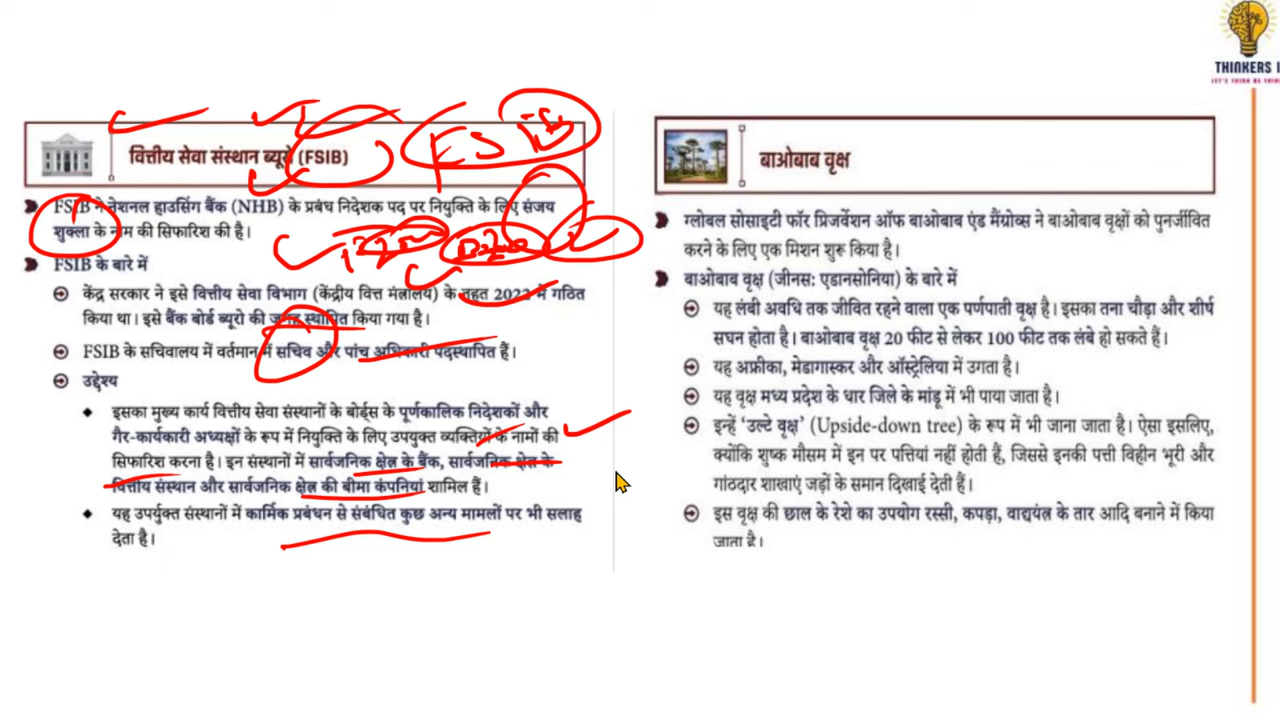 THINKERS I
LET'S THINK BE THIN
वित्तीय सेवा संस्थान ब्यूरो (FSIB)
FSIB
FSIB ने नेशनल हाउसिंग बैंक (NHB) के प्रबंध निदेशक पद पर नियुक्ति के लिए संजय
शुक्ला के नाम की सिफारिश की है।
FSIB के बारे में
केंद्र सरकार ने इसे वित्तीय सेवा विभाग (केंद्रीय वित्त मंत्रालय) के तहत 2022 में गठित
किया था। इसे बैंक बोर्ड ब्यूरो की जगह स्थापित किया गया है।
FSIB के सचिवालय में वर्तमान में सचिव और पांच अधिकारी पदस्थापित हैं।
उद्देश्य
इसका मुख्य कार्य वित्तीय सेवा संस्थानों के बोर्ड्स के पूर्णकालिक निदेशकों और
गैर-कार्यकारी अध्यक्षों के रूप में नियुक्ति के लिए उपयुक्त व्यक्तियों के नामों की
सिफारिश करना है। इन संस्थानों में सार्वजनिक क्षेत्र के बैंक, सार्वजनिक क्षेत्र के
वित्तीय संस्थान और सार्वजनिक क्षेत्र की बीमा कंपनियां शामिल हैं।
यह उपर्युक्त संस्थानों में कार्मिक प्रबंधन से संबंधित कुछ अन्य मामलों पर भी सलाह
देता है।
बाओबाब वृक्ष
ग्लोबल सोसाइटी फॉर प्रिजर्वेशन ऑफ बाओबाब एंड मैंग्रोव्स ने बाओबाब वृक्षों को पुनर्जीवित
करने के लिए एक मिशन शुरू किया है।
बाओबाब वृक्ष (जीनस: एडानसोनिया) के बारे में
यह लंबी अवधि तक जीवित रहने वाला एक पर्णपाती वृक्ष है। इसका तना चौड़ा और शीर्ष
सघन होता है। बाओबाब वृक्ष 20 फीट से लेकर 100 फीट तक लंबे हो सकते हैं।
यह अफ्रीका, मेडागास्कर और ऑस्ट्रेलिया में उगता है।
यह वृक्ष मध्य प्रदेश के धार जिले के मांडू में भी पाया जाता है।
इन्हें 'उल्टे वृक्ष' (Upside-down tree) के रूप में भी जाना जाता है। ऐसा इसलिए,
क्योंकि शुष्क मौसम में इन पर पत्तियां नहीं होती हैं, जिससे इनकी पत्ती विहीन भूरी और
गांठदार शाखाएं जड़ों के समान दिखाई देती हैं।
इस वृक्ष की छाल के रेशे का उपयोग रस्सी, कपड़ा, वाद्ययंत्र के तार आदि बनाने में किया
जाता है।